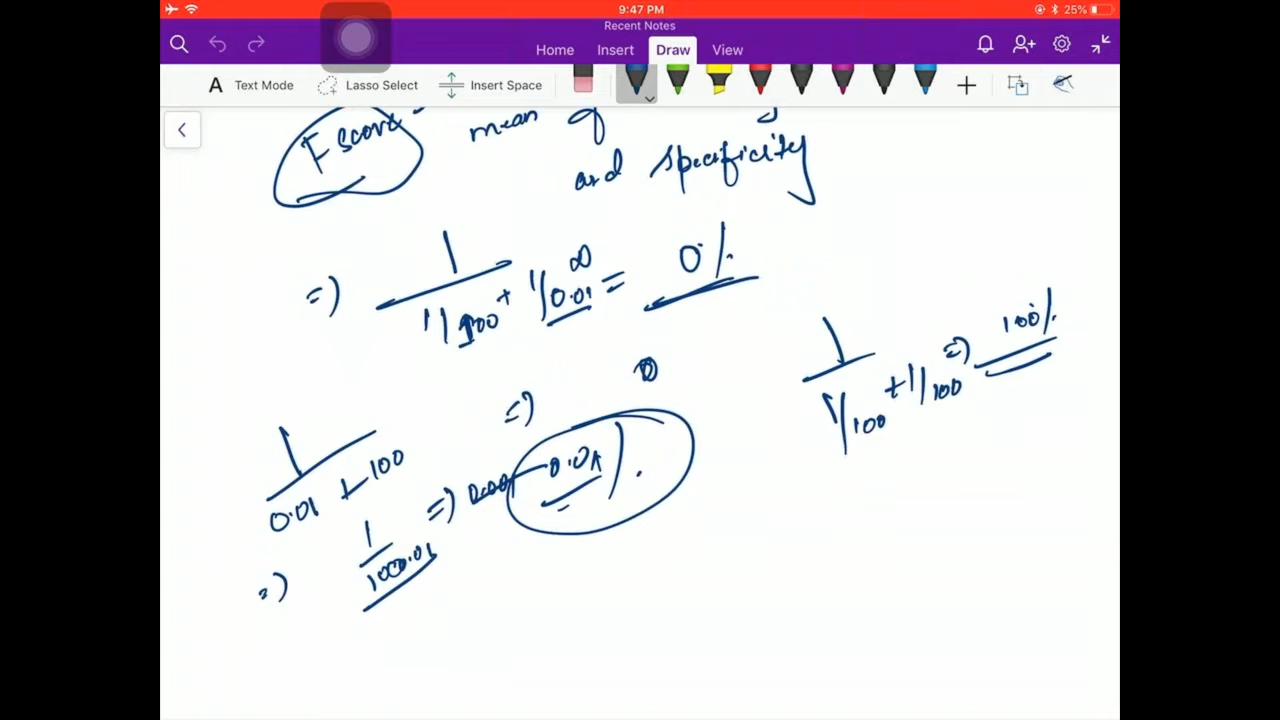 9:47 PM
25%
Recent Notes
Home Insert Draw View
A Text Mode Lasso Select Insert Space
F score - mean of
and specificity
=) 1 / 1/100 + 1/0.01 = 0%
∞
1 / 1/100 + 1/100 =) 100%
1 / 0.01 + 100
=) 1 / 100.01 =) 0.01 %.